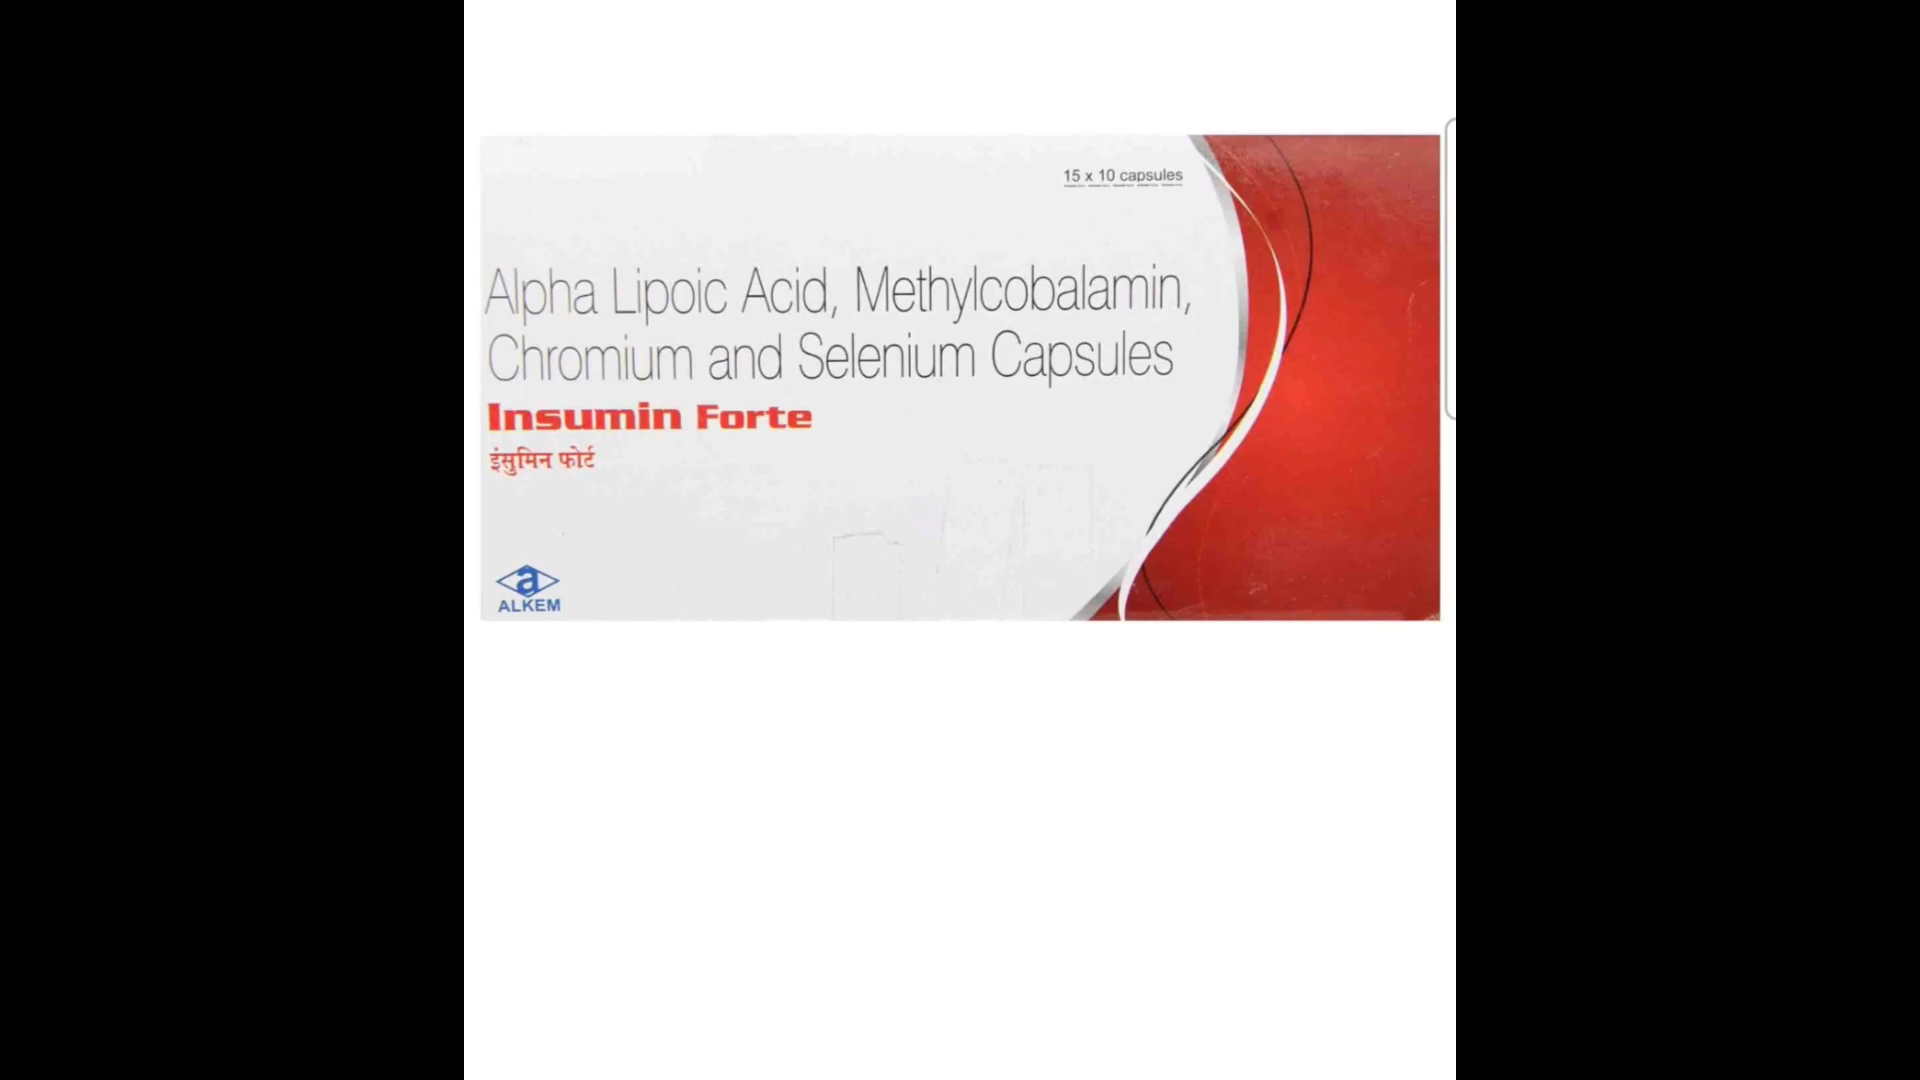 15 x 10 capsules
Alpha Lipoic Acid, Methylcobalamin,
Chromium and Selenium Capsules
Insumin Forte
इंसुमिन फोर्ट
a
ALKEM